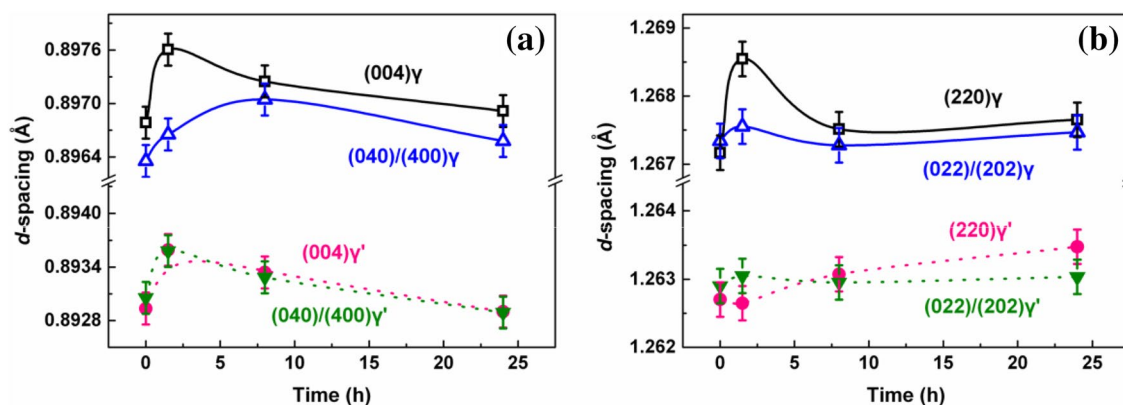 (a)
0.8976
0.8970
0.8964
0.8940
0.8934
0.8928
d-spacing (Å)
(004)γ
(040)/(400)γ
(004)γ'
(040)/(400)γ'
0 5 10 15 20 25
Time (h)
(b)
1.269
1.268
1.267
1.264
1.263
1.262
d-spacing (Å)
(220)γ
(022)/(202)γ
(220)γ'
(022)/(202)γ'
0 5 10 15 20 25
Time (h)